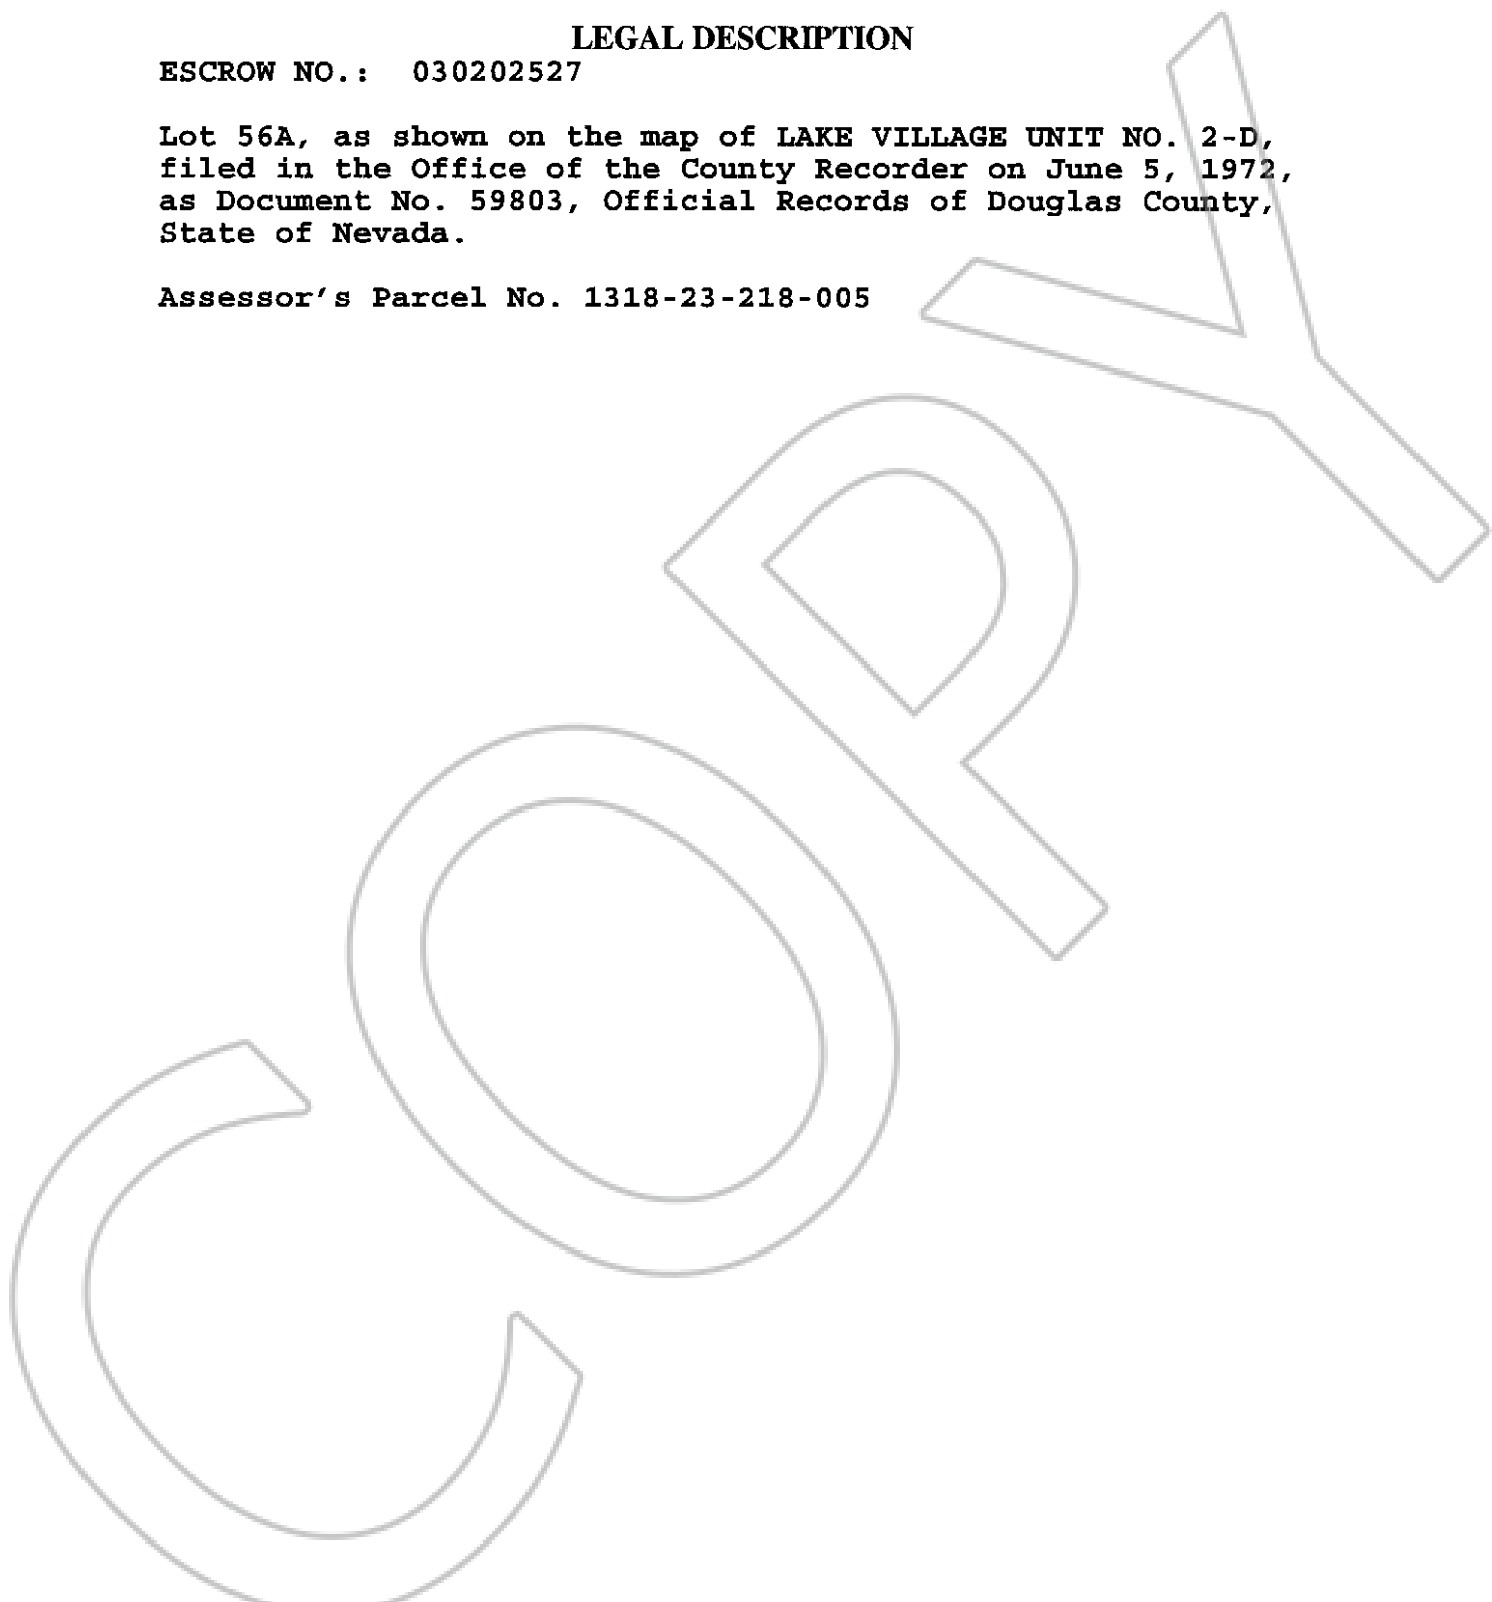 LEGAL DESCRIPTION
ESCROW NO.: 030202527
Lot 56A, as shown on the map of LAKE VILLAGE UNIT NO. 2-D,
filed in the Office of the County Recorder on June 5, 1972,
as Document No. 59803, Official Records of Douglas County,
State of Nevada.
Assessor's Parcel No. 1318-23-218-005
COPY